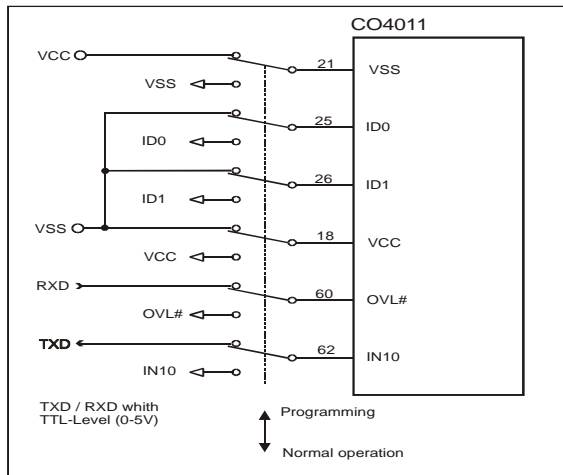 CO4011
VCC
21
VSS
VSS
25
ID0
ID0
26
ID1
ID1
VSS
18
VCC
VCC
RXD
60
OVL#
OVL#
TXD
62
IN10
IN10
TXD / RXD whith
TTL-Level (0-5V)
Programming
Normal operation